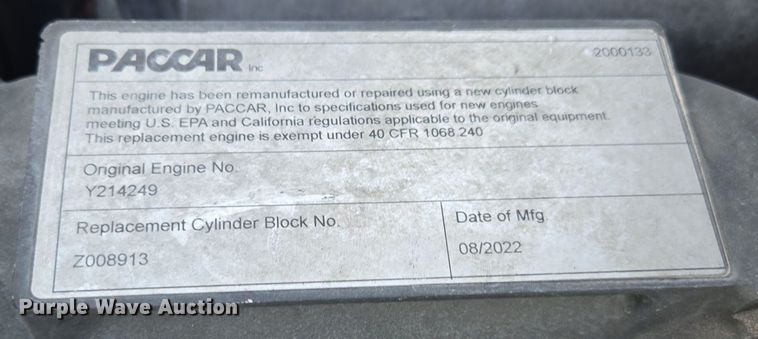 PACCAR Inc
2000133
This engine has been remanufactured or repaired using a new cylinder block
manufactured by PACCAR, Inc to specifications used for new engines
meeting U.S. EPA and California regulations applicable to the original equipment.
This replacement engine is exempt under 40 CFR 1068.240
Original Engine No.
Y214249
Replacement Cylinder Block No.
Z008913
Date of Mfg.
08/2022
Purple Wave Auction